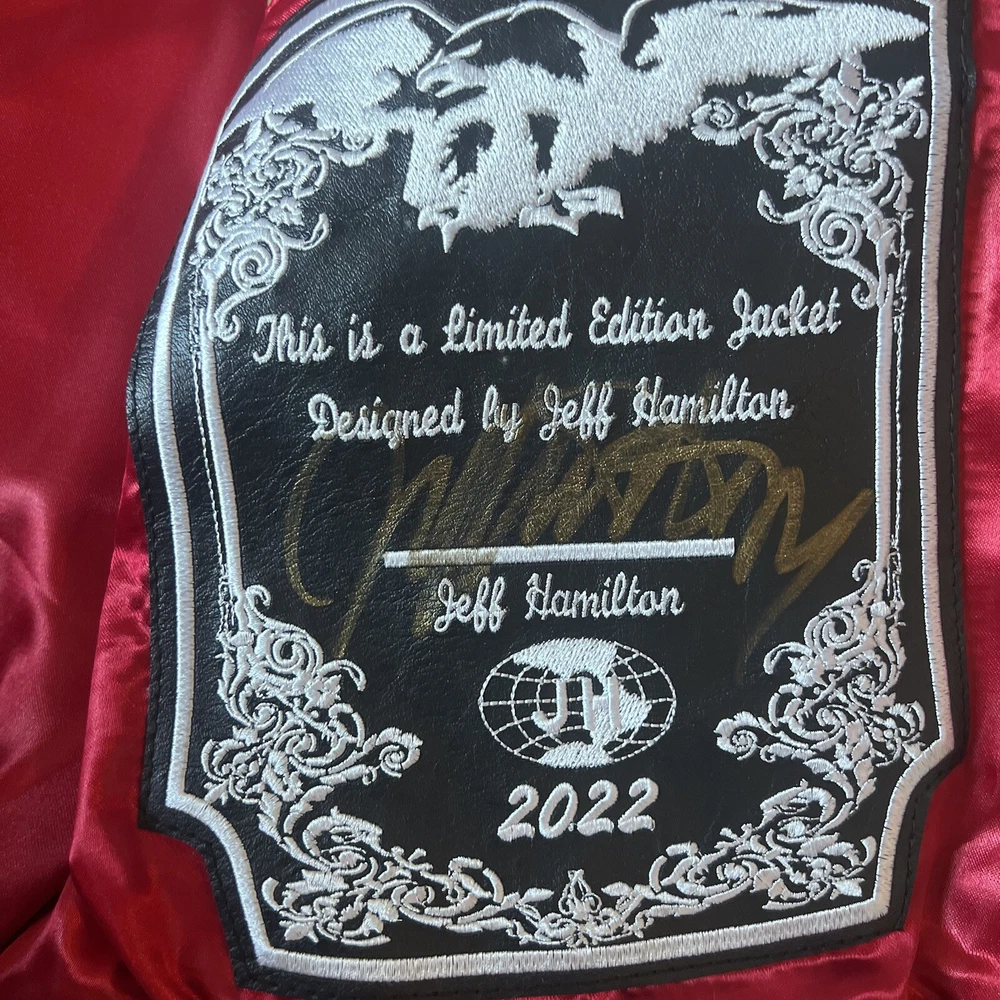 This is a Limited Edition Jacket
Designed by Jeff Hamilton
Jeff Hamilton
JH
2022